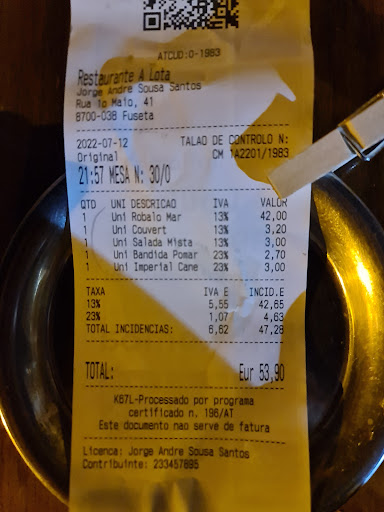 ATCUD:0-1983
Restaurante A Lota
Jorge Andre Sousa Santos
Rua 1o Maio, 41
8700-038 Fuseta
2022-07-12 TALAO DE CONTROLO N:
Original CM 1A2201/1983
21:57 MESA N: 30/0
QTD UNI DESCRICAO IVA VALOR
1 Uni Robalo Mar 13% 42,00
1 Uni Couvert 13% 3,20
1 Uni Salada Mista 13% 3,00
1 Uni Bandida Pomar 23% 2,70
1 Uni Imperial Cane 23% 3,00
TAXA IVA E INCID.E
13% 5,55 42,65
23% 1,07 4,63
TOTAL INCIDENCIAS: 6,62 47,28
TOTAL: Eur 53,90
K67L-Processado por programa
certificado n. 196/AT
Este documento nao serve de fatura
Licenca: Jorge Andre Sousa Santos
Contribuinte: 233457895